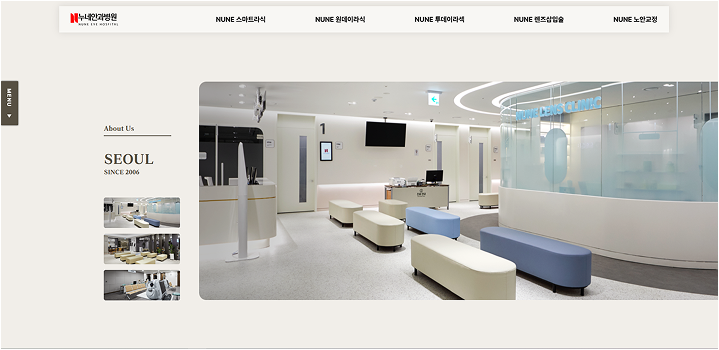 누네안과병원
NUNE EYE HOSPITAL
NUNE 스마트라식
NUNE 원데이라식
NUNE 투데이라섹
NUNE 렌즈삽입술
NUNE 노안교정
MENU
About Us
SEOUL
SINCE 2006
1